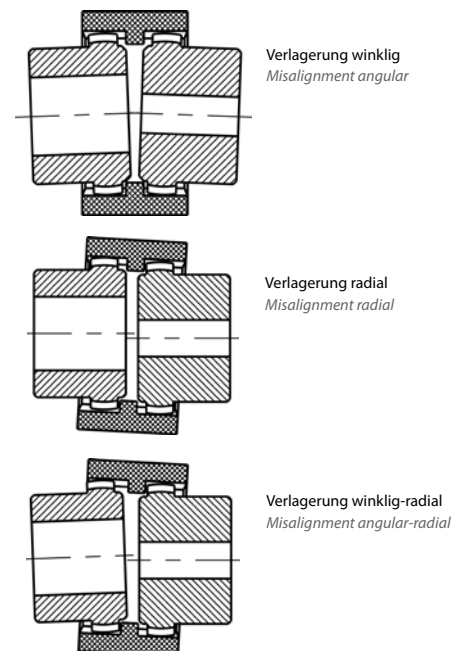 Verlagerung winklig
Misalignment angular
Verlagerung radial
Misalignment radial
Verlagerung winklig-radial
Misalignment angular-radial